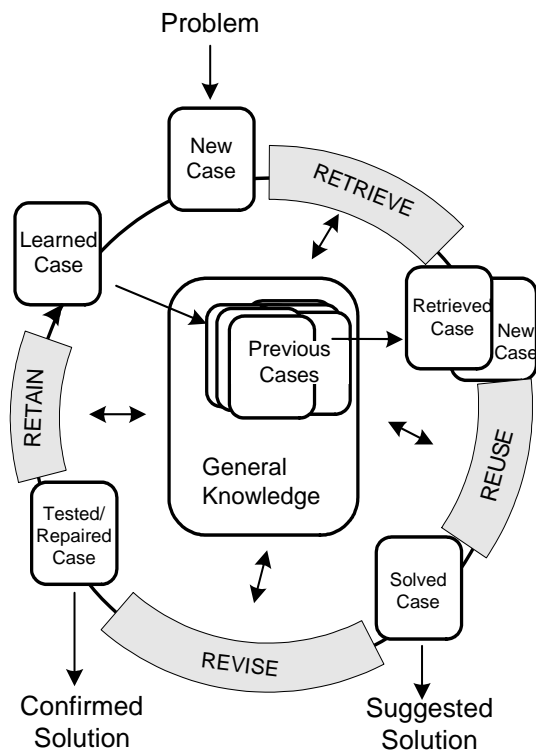 Problem
New
Case
RETRIEVE
Learned
Case
Retrieved
Case
New
Case
Previous
Cases
RETAIN
REUSE
General
Knowledge
Tested/
Repaired
Case
Solved
Case
REVISE
Confirmed
Solution
Suggested
Solution